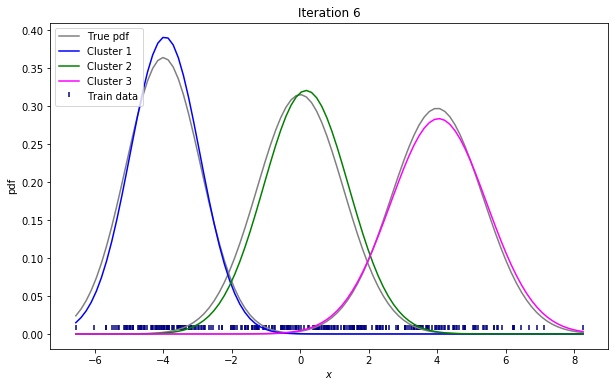 Iteration 6
True pdf
Cluster 1
Cluster 2
Cluster 3
Train data
pdf
0.40
0.35
0.30
0.25
0.20
0.15
0.10
0.05
0.00
−6 −4 −2 0 2 4 6 8
x